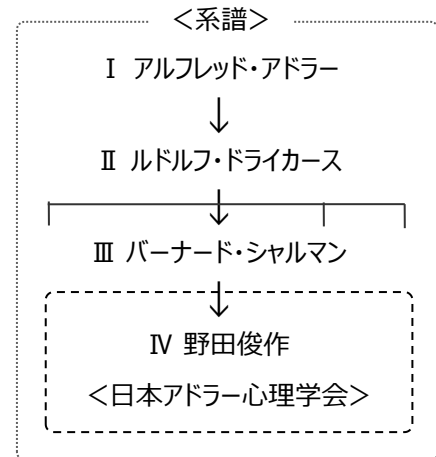 ＜系譜＞
Ⅰ アルフレッド・アドラー
Ⅱ ルドルフ・ドライカース
Ⅲ バーナード・シャルマン
Ⅳ 野田俊作
＜日本アドラー心理学会＞